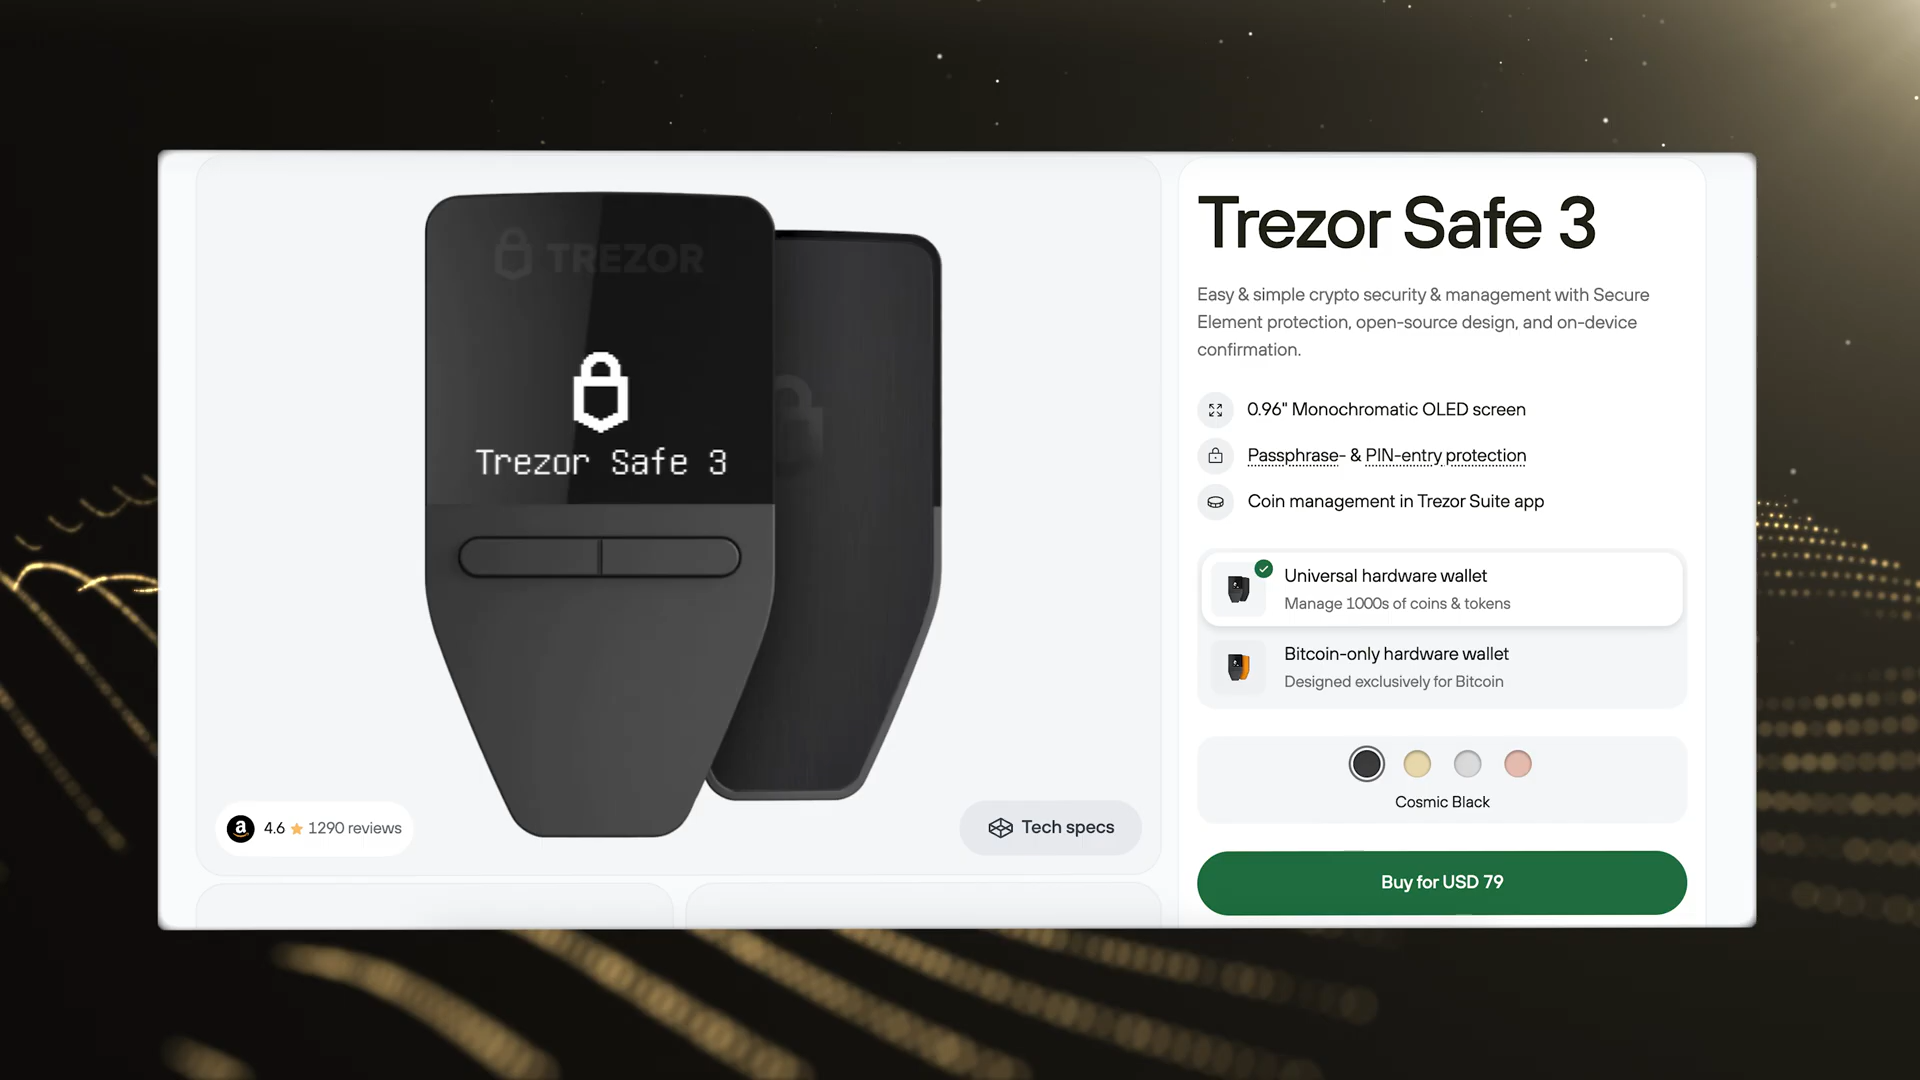 TREZOR
Trezor Safe 3
a 4.6 1290 reviews
Tech specs
Trezor Safe 3
Easy & simple crypto security & management with Secure
Element protection, open-source design, and on-device
confirmation.
0.96" Monochromatic OLED screen
Passphrase- & PIN-entry protection
Coin management in Trezor Suite app
Universal hardware wallet
Manage 1000s of coins & tokens
Bitcoin-only hardware wallet
Designed exclusively for Bitcoin
Cosmic Black
Buy for USD 79